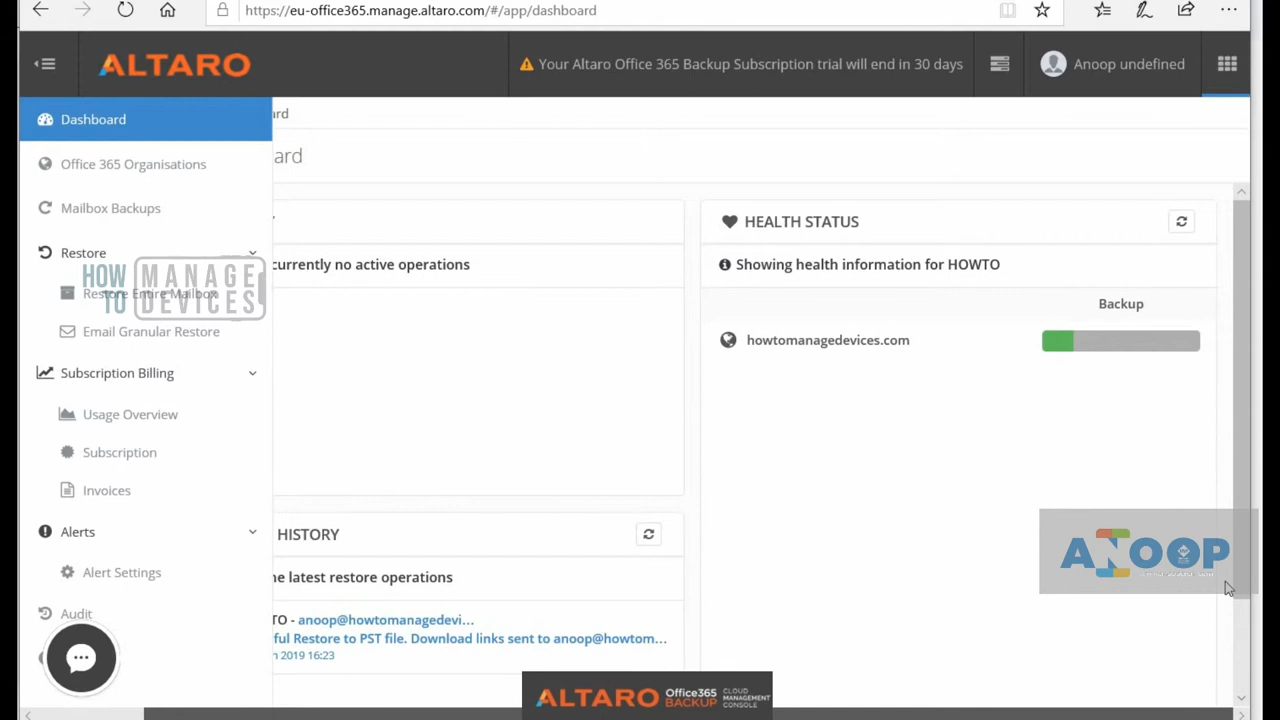 https://eu-office365.manage.altaro.com/#/app/dashboard
ALTARO
Your Altaro Office 365 Backup Subscription trial will end in 30 days
Anoop undefined
Dashboard
ard
Office 365 Organisations
ard
Mailbox Backups
HEALTH STATUS
Restore
currently no active operations
Showing health information for HOWTO
HOW TO MANAGE DEVICES
Restore Entire Mailbox
Backup
Email Granular Restore
howtomanagedevices.com
Subscription Billing
Usage Overview
Subscription
Invoices
Alerts
HISTORY
ANOOP
Alert Settings
e latest restore operations
Audit
TO - anoop@howtomanagedevi...
ful Restore to PST file. Download links sent to anoop@howtom...
n 2019 16:23
ALTARO Office365 BACKUP CLOUD MANAGEMENT CONSOLE